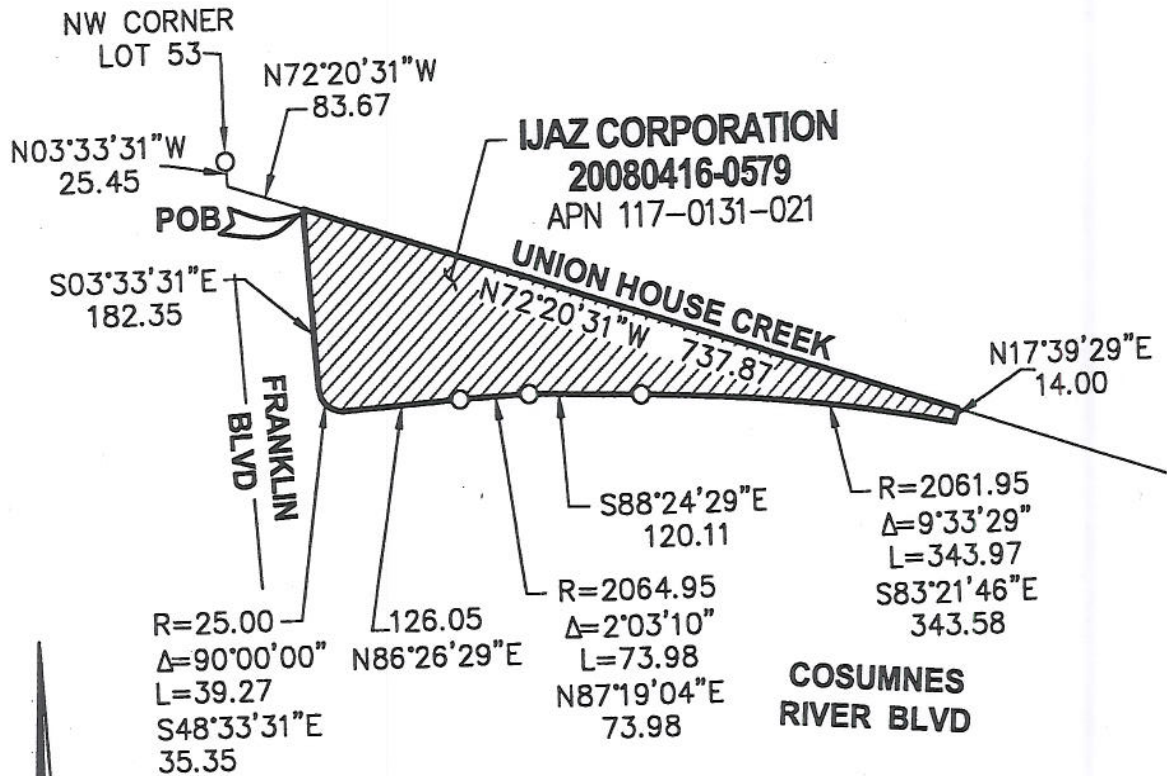 NW CORNER
LOT 53
N72°20'31"W
83.67
N03°33'31"W
25.45
IJAZ CORPORATION
20080416-0579
APN 117-0131-021
POB
UNION HOUSE CREEK
S03°33'31"E
182.35
N72°20'31"W 737.87
N17°39'29"E
14.00
FRANKLIN
BLVD
S88°24'29"E
120.11
R=2061.95
Δ=9°33'29"
L=343.97
S83°21'46"E
343.58
R=25.00
Δ=90°00'00"
L=39.27
S48°33'31"E
35.35
126.05
N86°26'29"E
R=2064.95
Δ=2°03'10"
L=73.98
N87°19'04"E
73.98
COSUMNES
RIVER BLVD